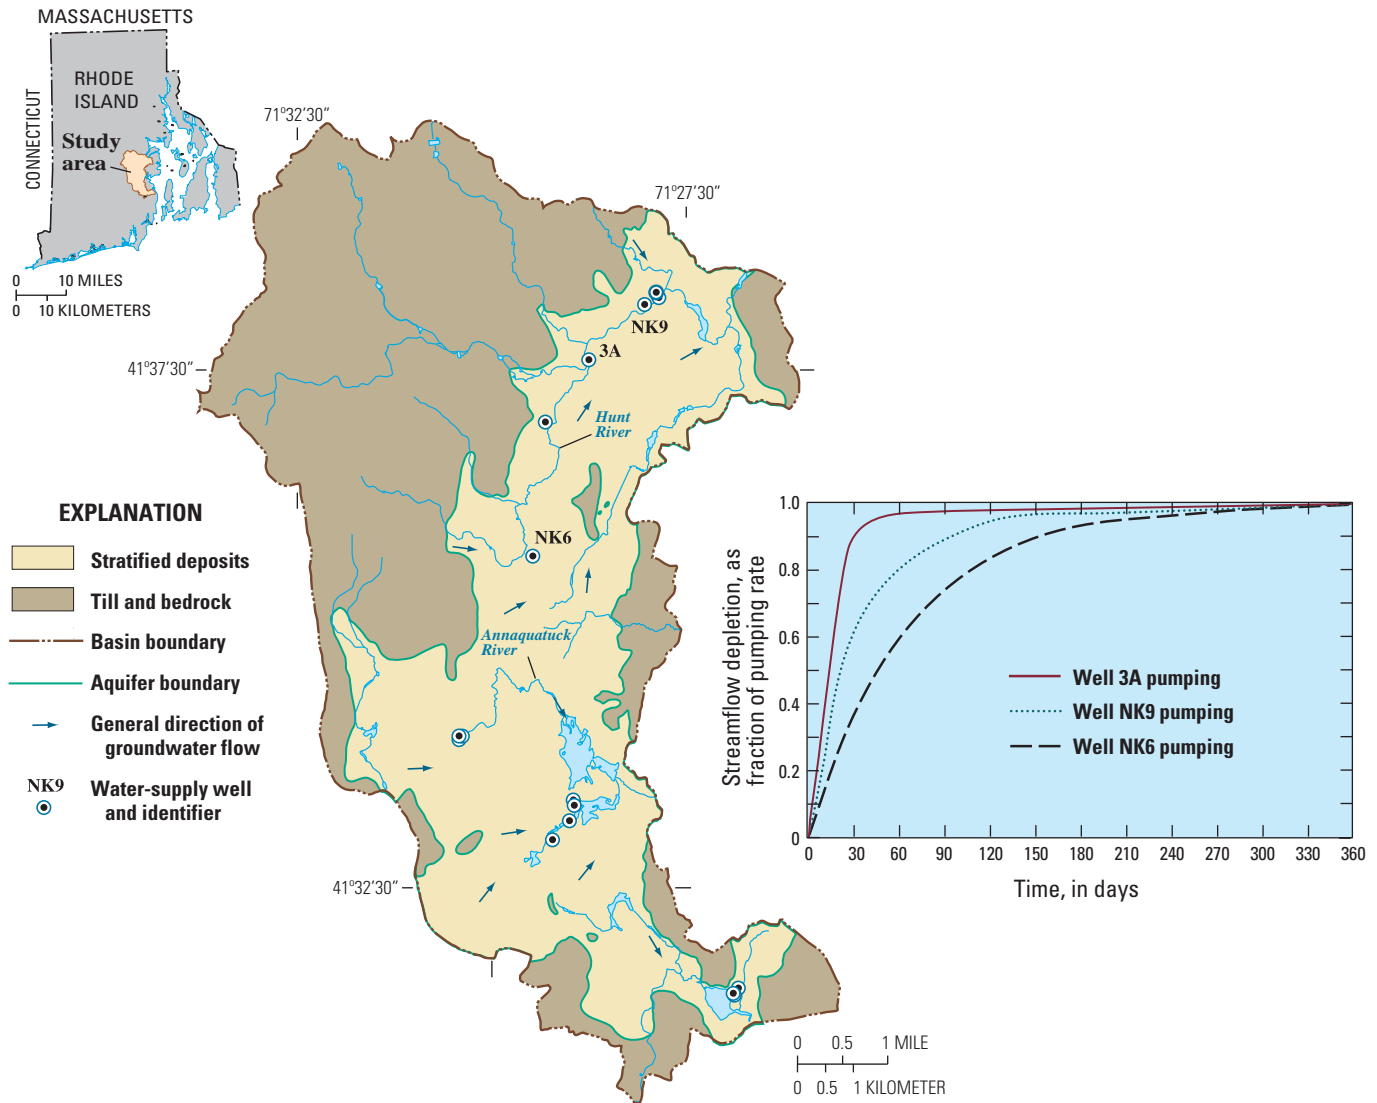 MASSACHUSETTS
CONNECTICUT
RHODE
ISLAND
Study
area
0 10 MILES
0 10 KILOMETERS
71°32'30"
71°27'30"
41°37'30"
NK9
3A
Hunt
River
NK6
Annaquatuck
River
41°32'30"
EXPLANATION
Stratified deposits
Till and bedrock
Basin boundary
Aquifer boundary
General direction of
groundwater flow
NK9
Water-supply well
and identifier
0 0.5 1 MILE
0 0.5 1 KILOMETER
Streamflow depletion, as
fraction of pumping rate
1.0
0.8
0.6
0.4
0.2
0
Well 3A pumping
Well NK9 pumping
Well NK6 pumping
0 30 60 90 120 150 180 210 240 270 300 330 360
Time, in days